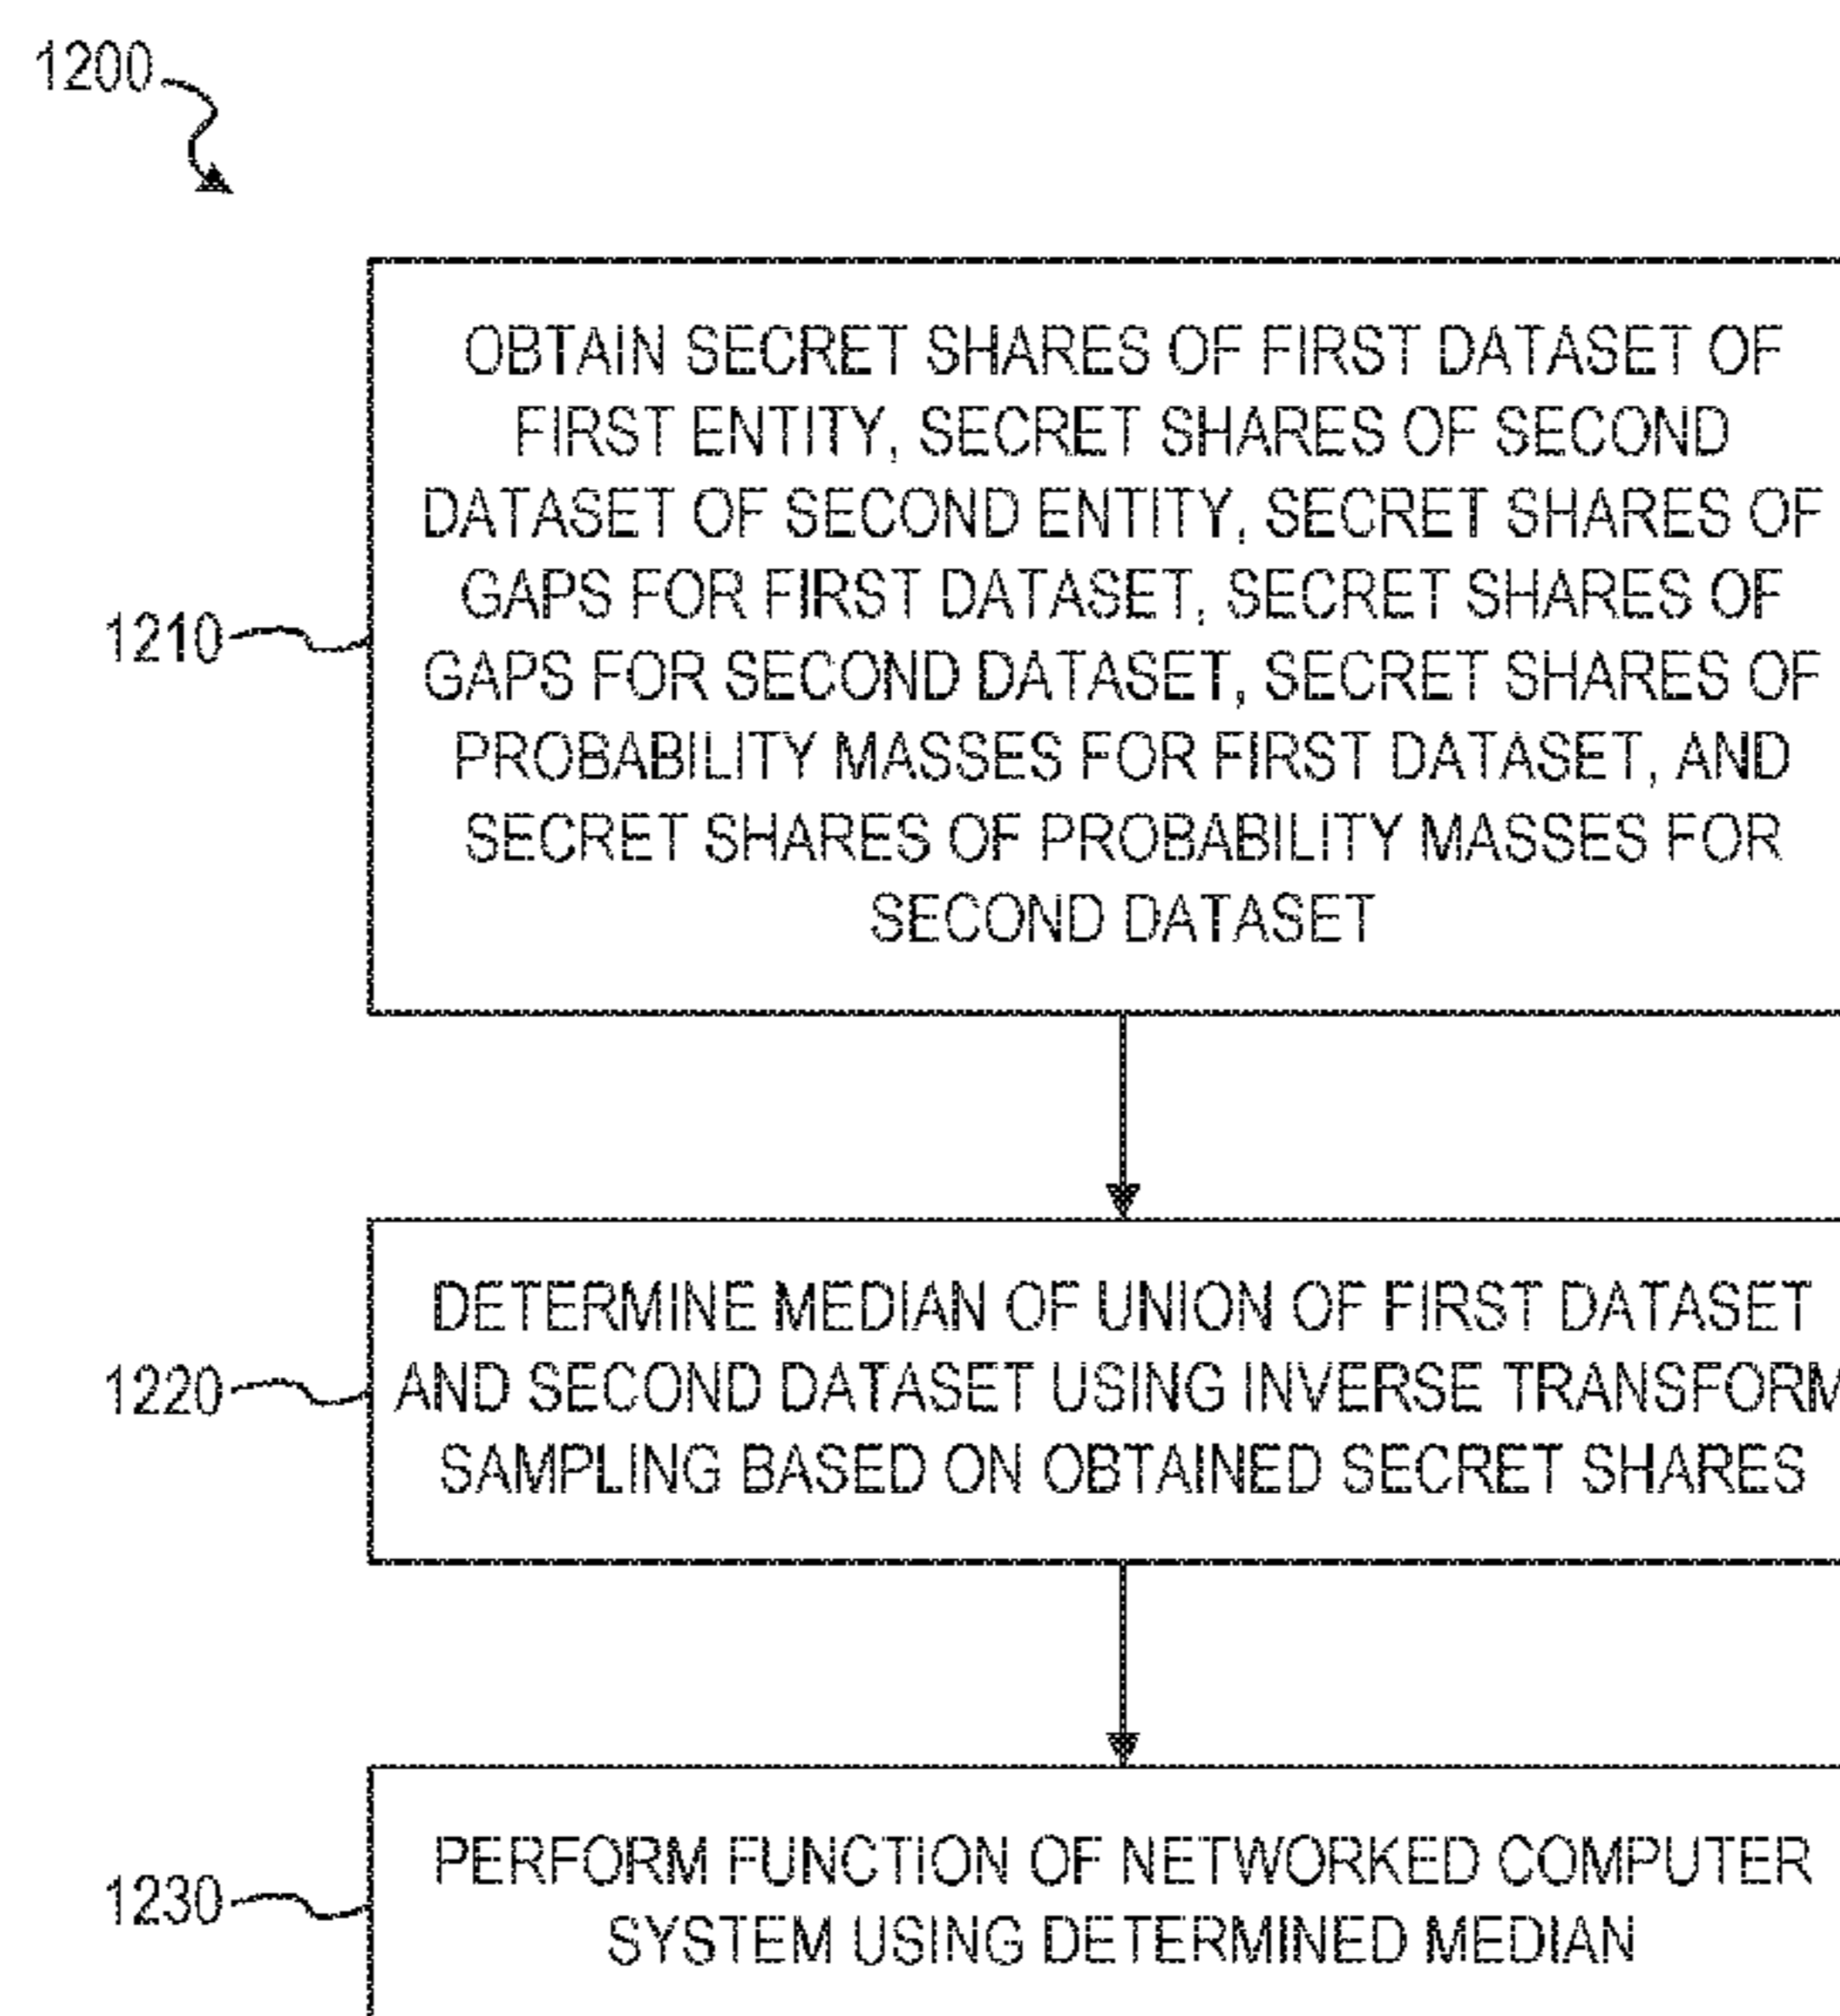 1200
OBTAIN SECRET SHARES OF FIRST DATASET OF
FIRST ENTITY, SECRET SHARES OF SECOND
DATASET OF SECOND ENTITY, SECRET SHARES OF
GAPS FOR FIRST DATASET, SECRET SHARES OF
1210
GAPS FOR SECOND DATASET, SECRET SHARES OF
PROBABILITY MASSES FOR FIRST DATASET, AND
SECRET SHARES OF PROBABILITY MASSES FOR
SECOND DATASET
DETERMINE MEDIAN OF UNION OF FIRST DATASET
1220
AND SECOND DATASET USING INVERSE TRANSFORM
SAMPLING BASED ON OBTAINED SECRET SHARES
PERFORM FUNCTION OF NETWORKED COMPUTER
1230
SYSTEM USING DETERMINED MEDIAN